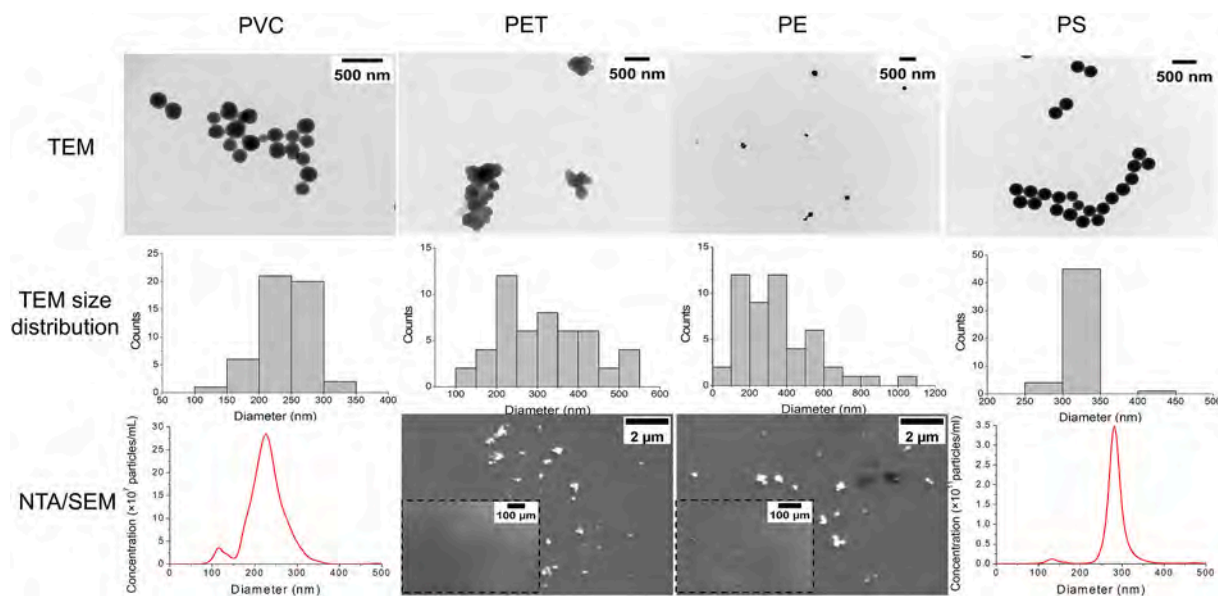 PVC PET PE PS
TEM
500 nm
500 nm
500 nm
500 nm
TEM size
distribution
Counts
25
20
15
10
5
0
50 100 150 200 250 300 350 400
Diameter (nm)
Counts
15
10
5
0
100 200 300 400 500 600
Diameter (nm)
Counts
15
10
5
0
0 200 400 600 800 1000 1200
Diameter (nm)
Counts
50
40
30
20
10
0
200 250 300 350 400 450 500
Diameter (nm)
NTA/SEM
Concentration (×10⁷ particles/mL)
30
25
20
15
10
5
0
0 100 200 300 400 500
Diameter (nm)
2 µm
100 µm
2 µm
100 µm
Concentration (×10¹¹ particles/ml)
3.5
3.0
2.5
2.0
1.5
1.0
0.5
0.0
0 100 200 300 400 500
Diameter (nm)